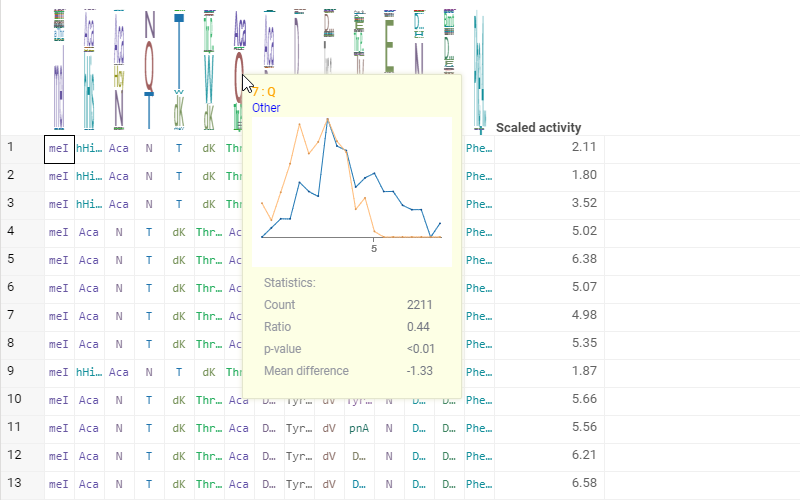 7 : Q
Other
5
Statistics:
Count 2211
Ratio 0.44
p-value <0.01
Mean difference -1.33
Scaled activity
1 meI hHi... Aca N T dK Thr Phe... 2.11
2 meI hHi... Aca N T dK Thr Phe... 1.80
3 meI hHi... Aca N T dK Thr Phe... 3.52
4 meI Aca N T dK Thr... Ac Phe... 5.02
5 meI Aca N T dK Thr... Ac Phe... 6.38
6 meI Aca N T dK Thr... Ac Phe... 5.07
7 meI Aca N T dK Thr... Ac Phe... 4.98
8 meI Aca N T dK Thr... Ac Phe... 5.35
9 meI hHi... Aca N T dK Thr Phe... 1.87
10 meI Aca N T dK Thr... Aca D... Tyr... dV Tyr... N D... D... Phe... 5.66
11 meI Aca N T dK Thr... Aca D... Tyr... dV pnA N D... D... Phe... 5.56
12 meI Aca N T dK Thr... Aca D... Tyr... dV D... N D... D... Phe... 6.21
13 meI Aca N T dK Thr... Aca D... Tyr... dV D... N D... D... Phe... 6.58